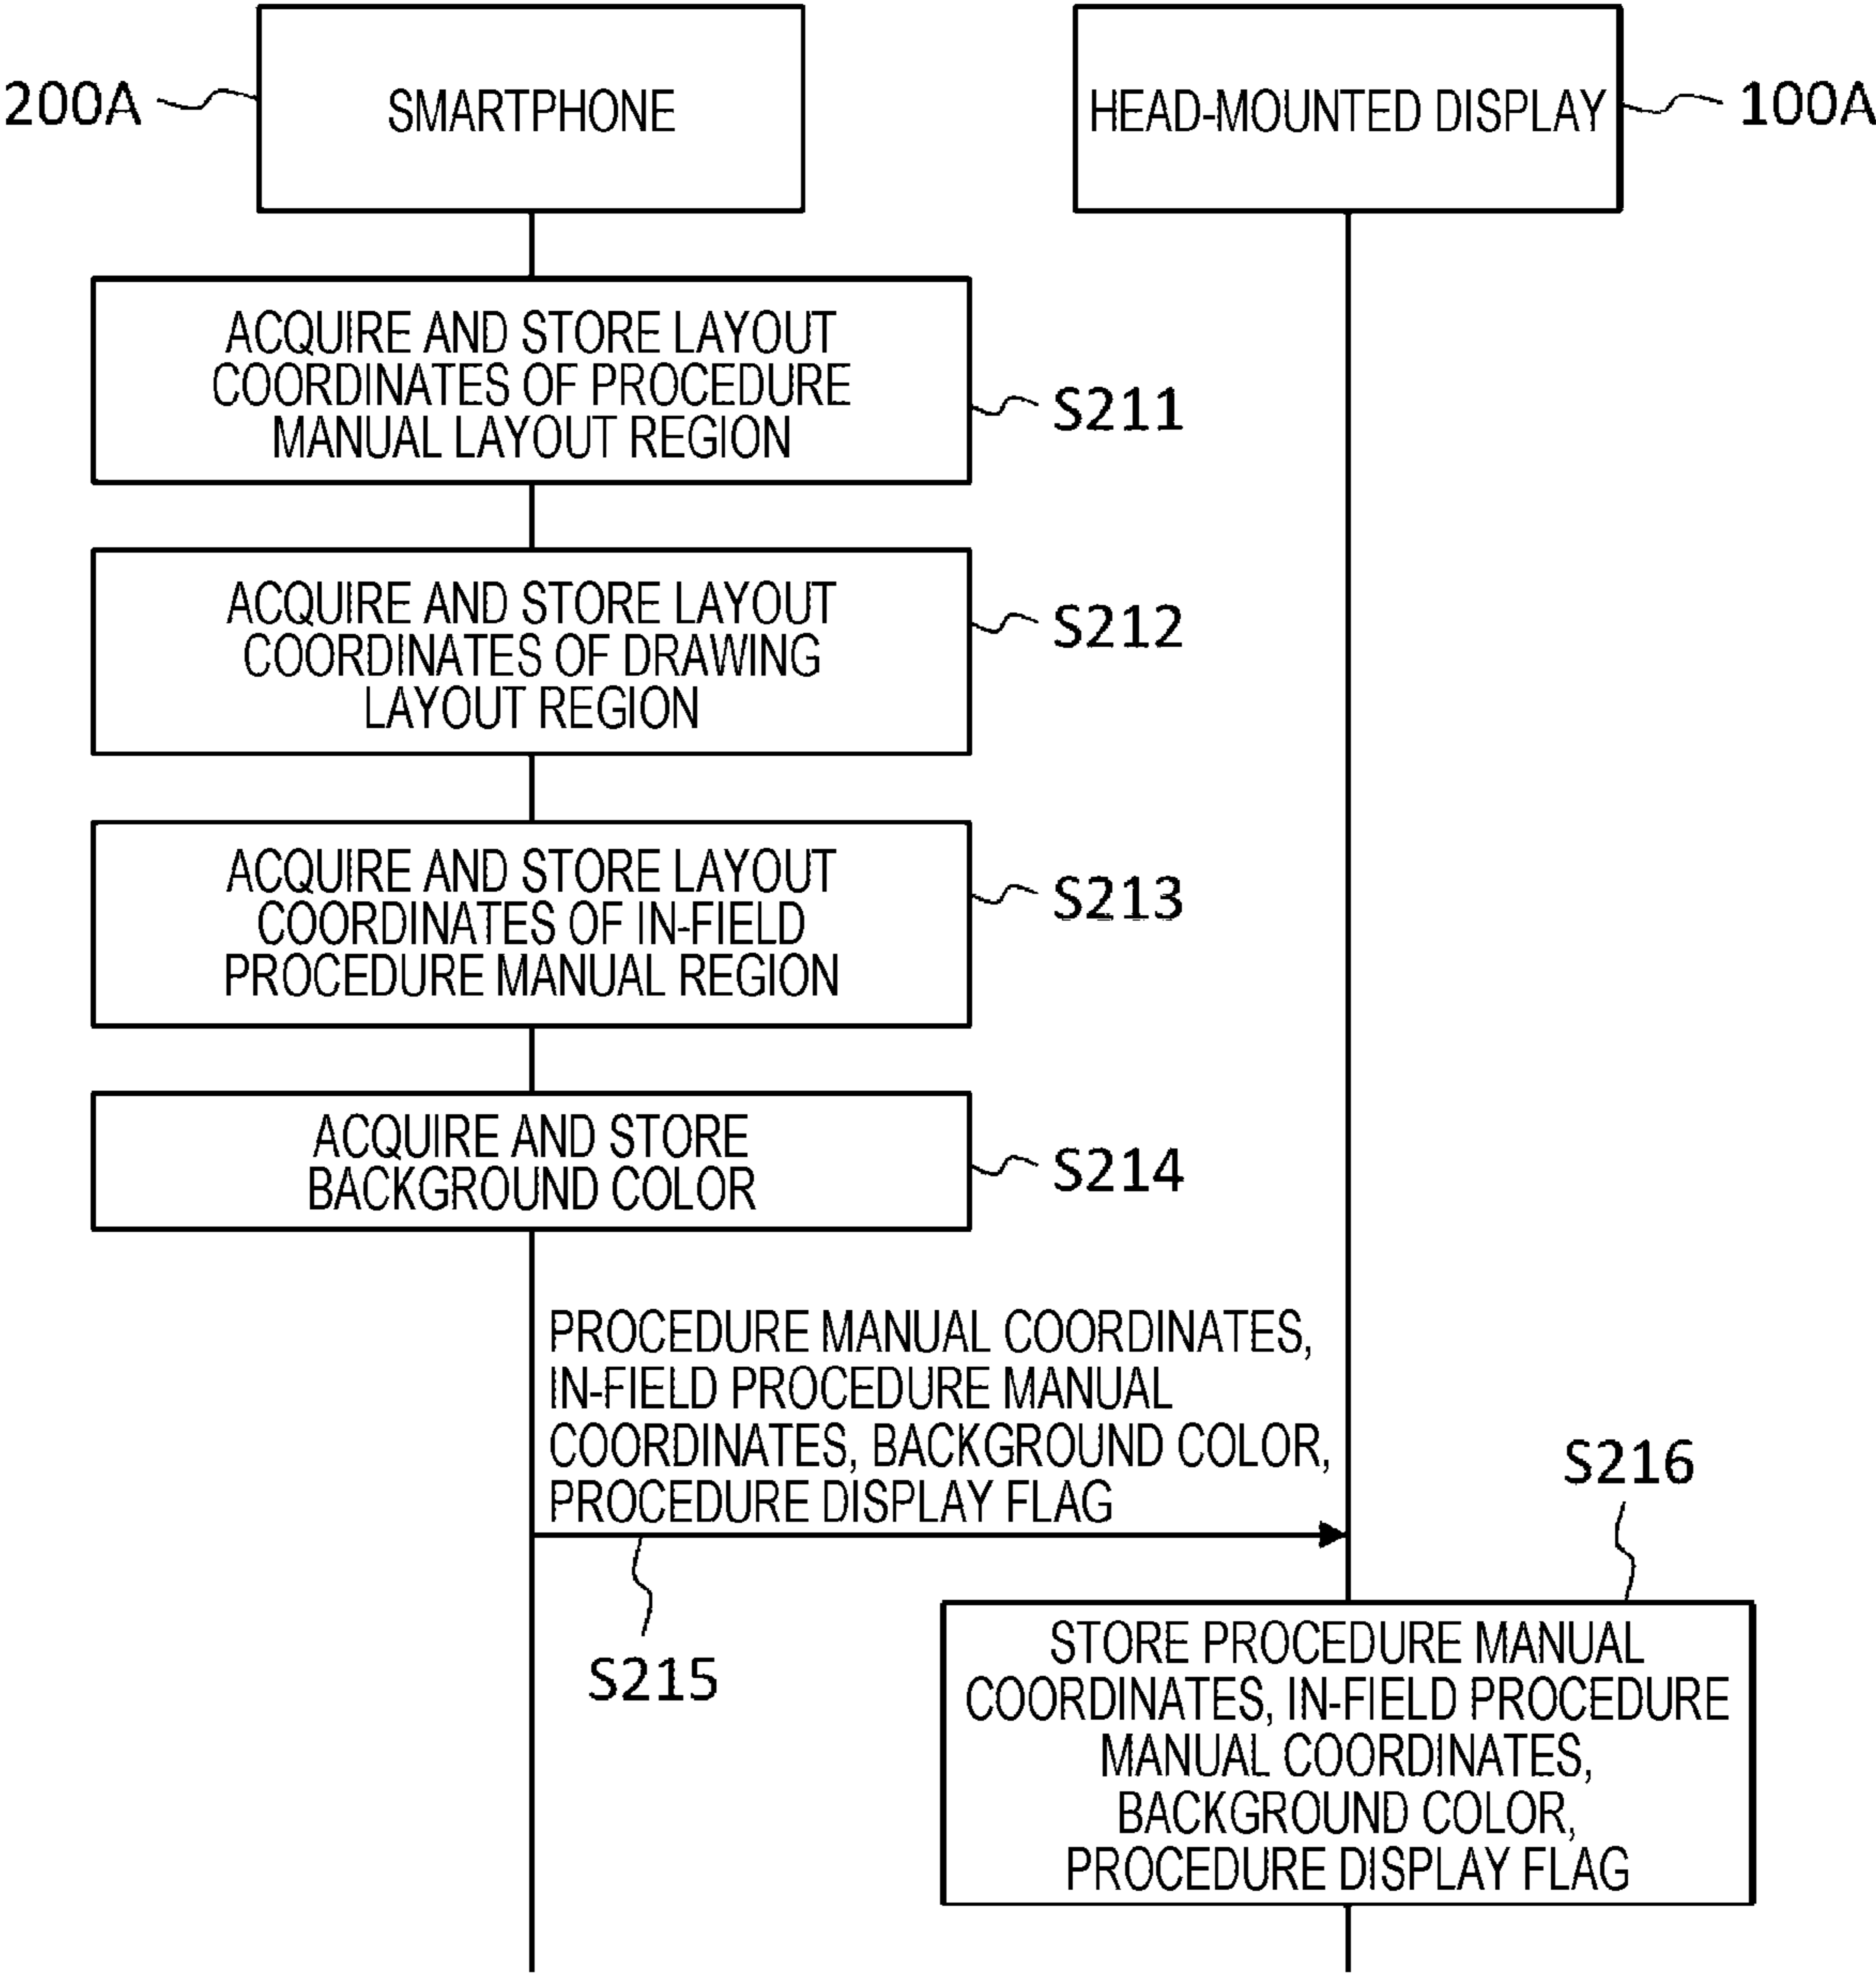 200A
SMARTPHONE
HEAD-MOUNTED DISPLAY
100A
ACQUIRE AND STORE LAYOUT
COORDINATES OF PROCEDURE
MANUAL LAYOUT REGION
S211
ACQUIRE AND STORE LAYOUT
COORDINATES OF DRAWING
LAYOUT REGION
S212
ACQUIRE AND STORE LAYOUT
COORDINATES OF IN-FIELD
PROCEDURE MANUAL REGION
S213
ACQUIRE AND STORE
BACKGROUND COLOR
S214
PROCEDURE MANUAL COORDINATES,
IN-FIELD PROCEDURE MANUAL
COORDINATES, BACKGROUND COLOR,
PROCEDURE DISPLAY FLAG
S215
S216
STORE PROCEDURE MANUAL
COORDINATES, IN-FIELD PROCEDURE
MANUAL COORDINATES,
BACKGROUND COLOR,
PROCEDURE DISPLAY FLAG